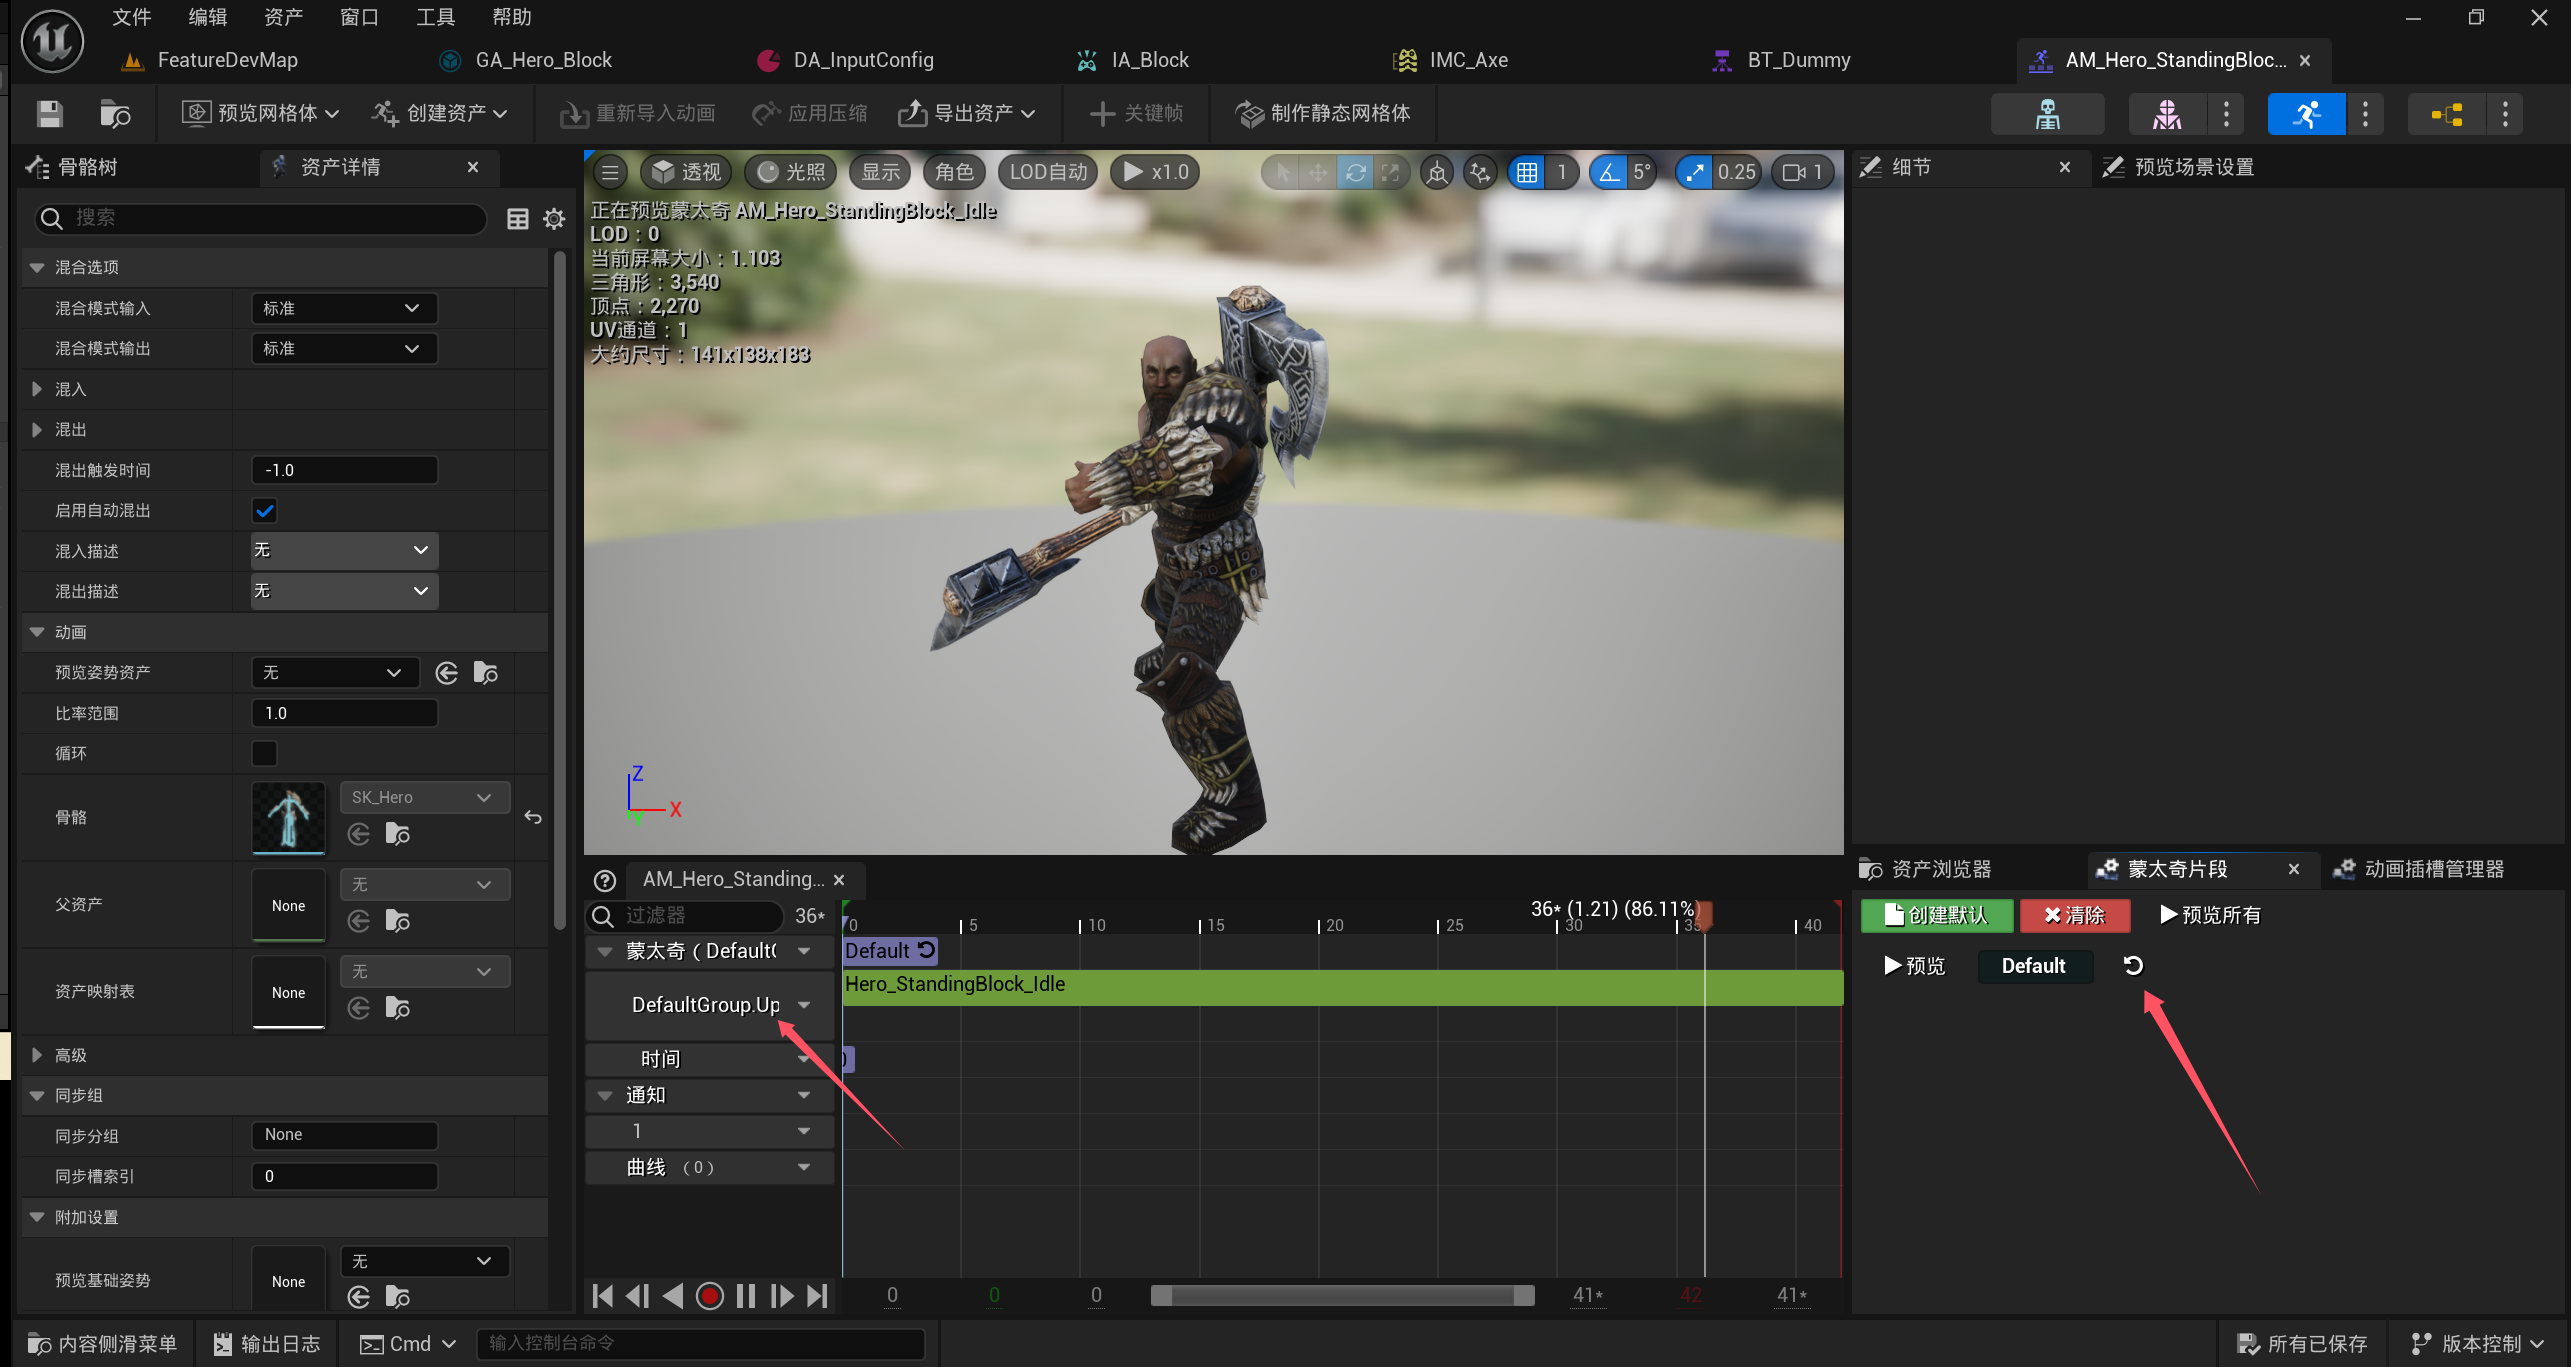 文件 编辑 资产 窗口 工具 帮助
FeatureDevMap GA_Hero_Block DA_InputConfig IA_Block IMC_Axe BT_Dummy AM_Hero_StandingBloc...
预览网格体 创建资产 重新导入动画 应用压缩 导出资产 关键帧 制作静态网格体
骨骼树 资产详情
搜索
混合选项
混合模式输入 标准
混合模式输出 标准
混入
混出
混出触发时间 -1.0
启用自动混出
混入描述 无
混出描述 无
动画
预览姿势资产 无
比率范围 1.0
循环
骨骼 SK_Hero
父资产 None 无
资产映射表 None 无
高级
同步组
同步分组 None
同步槽索引 0
附加设置
预览基础姿势 None 无
透视 光照 显示 角色 LOD自动 x1.0 1 5° 0.25 1
正在预览蒙太奇 AM_Hero_StandingBlock_Idle
LOD：0
当前屏幕大小：1.103
三角形：3,540
顶点：2,270
UV通道：1
大约尺寸：141x138x183
Z
X
Y
AM_Hero_Standing...
过滤器 36*
36* (1.21) (86.11%)
0 5 10 15 20 25 30 35 40
蒙太奇（Default Default
Hero_StandingBlock_Idle
DefaultGroup.Up
时间
通知
1
曲线 （0）
0 0 0 41* 42 41*
细节 预览场景设置
资产浏览器 蒙太奇片段 动画插槽管理器
创建默认 清除 预览所有
预览 Default
内容侧滑菜单 输出日志 Cmd 输入控制台命令 所有已保存 版本控制